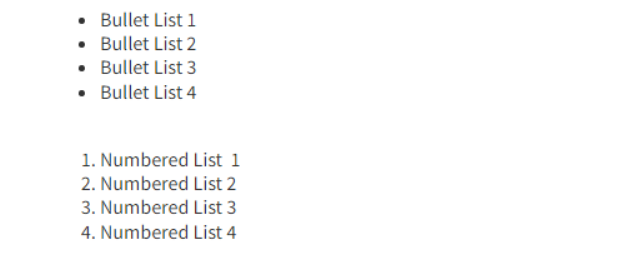 • Bullet List 1
• Bullet List 2
• Bullet List 3
• Bullet List 4
1. Numbered List  1
2. Numbered List 2
3. Numbered List 3
4. Numbered List 4